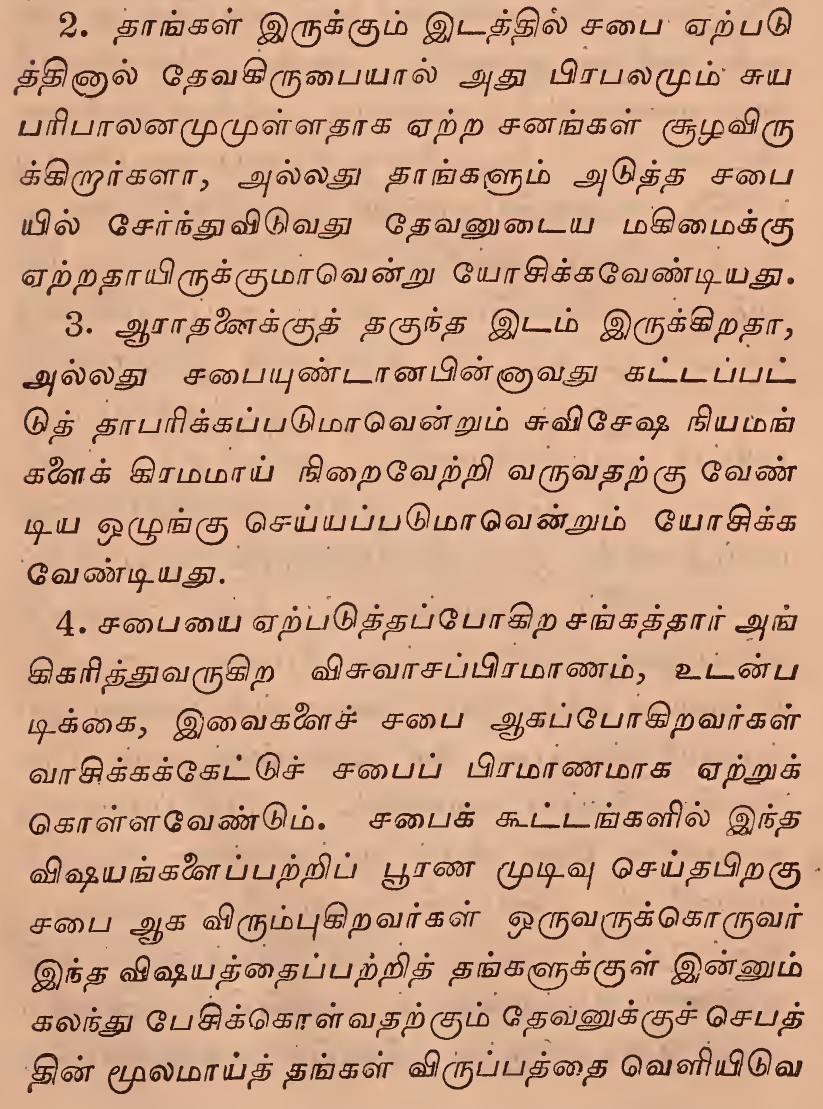 2. தாங்கள் இருக்கும் இடத்தில் சபை ஏற்படு
த்தினால் தேவகிருபையால் அது பிரபலமும் சுய
பரிபாலனமுமுள்ளதாக ஏற்ற சனங்கள் சூழவிரு
க்கிறார்களா, அல்லது தாங்களும் அடுத்த சபை
யில் சேர்ந்துவிடுவது தேவனுடைய மகிமைக்கு
ஏற்றதாயிருக்குமாவென்று யோசிக்கவேண்டியது.
3. ஆராதனைக்குத் தகுந்த இடம் இருக்கிறதா,
அல்லது சபையுண்டானபின்னாவது கட்டப்பட்
டுத் தாபரிக்கப்படுமாவென்றும் சுவிசேஷ நியமங்
களைக் கிரமமாய் நிறைவேற்றி வருவதற்கு வேண்
டிய ஒழுங்கு செய்யப்படுமாவென்றும் யோசிக்க
வேண்டியது.
4. சபையை ஏற்படுத்தப்போகிற சங்கத்தார் அங்
கிகரித்துவருகிற விசுவாசப்பிரமாணம், உடன்ப
டிக்கை, இவைகளைச் சபை ஆகப்போகிறவர்கள்
வாசிக்கக்கேட்டுச் சபைப் பிரமாணமாக ஏற்றுக்
கொள்ளவேண்டும். சபைக் கூட்டங்களில் இந்த
விஷயங்களைப்பற்றிப் பூரண முடிவு செய்தபிறகு
சபை ஆக விரும்புகிறவர்கள் ஒருவருக்கொருவர்
இந்த விஷயத்தைப்பற்றித் தங்களுக்குள் இன்னும்
கலந்து பேசிக்கொள்வதற்கும் தேவனுக்குச் செபத்
தின் மூலமாய்த் தங்கள் விருப்பத்தை வெளியிடுவ